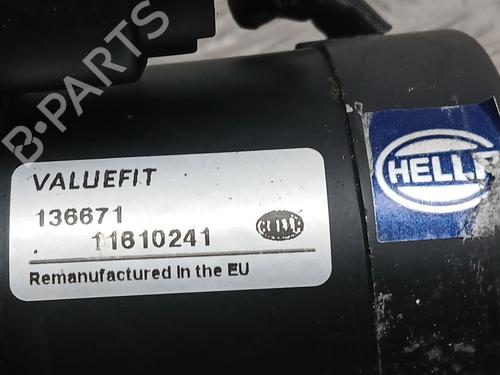 B-PARTS
VALUEFIT
136671
. 11610241
Remanufactured in the EU
HELLA